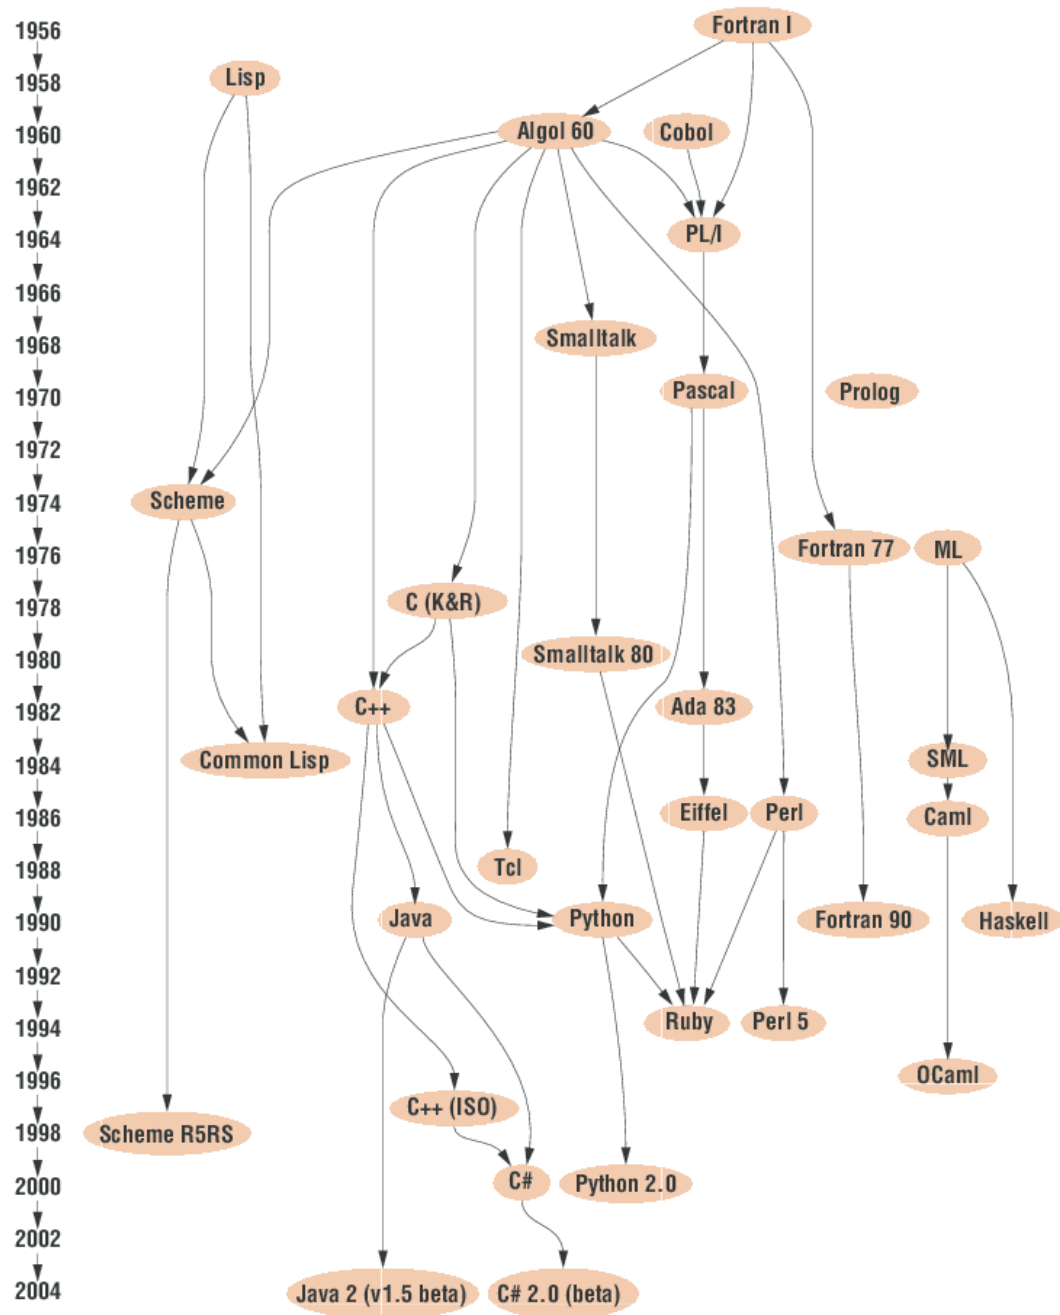 1956
Fortran I
1958
Lisp
1960
Algol 60
Cobol
1962
1964
PL/I
1966
1968
Smalltalk
1970
Pascal
Prolog
1972
1974
Scheme
1976
Fortran 77
ML
1978
C (K&R)
1980
Smalltalk 80
1982
C++
Ada 83
1984
Common Lisp
SML
1986
Eiffel
Perl
Caml
1988
Tcl
1990
Java
Python
Fortran 90
Haskell
1992
1994
Ruby
Perl 5
1996
OCaml
C++ (ISO)
1998
Scheme R5RS
2000
C#
Python 2.0
2002
2004
Java 2 (v1.5 beta)
C# 2.0 (beta)